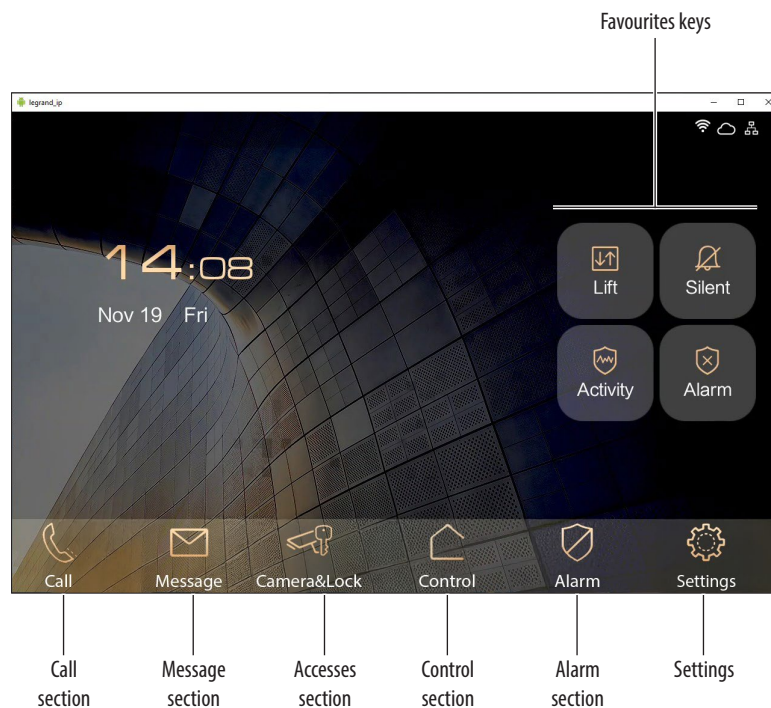 Favourites keys
legrand_ip
14:08
Nov 19 Fri
Lift
Silent
Activity
Alarm
Call
Message
Camera&Lock
Control
Alarm
Settings
Call
section
Message
section
Accesses
section
Control
section
Alarm
section
Settings